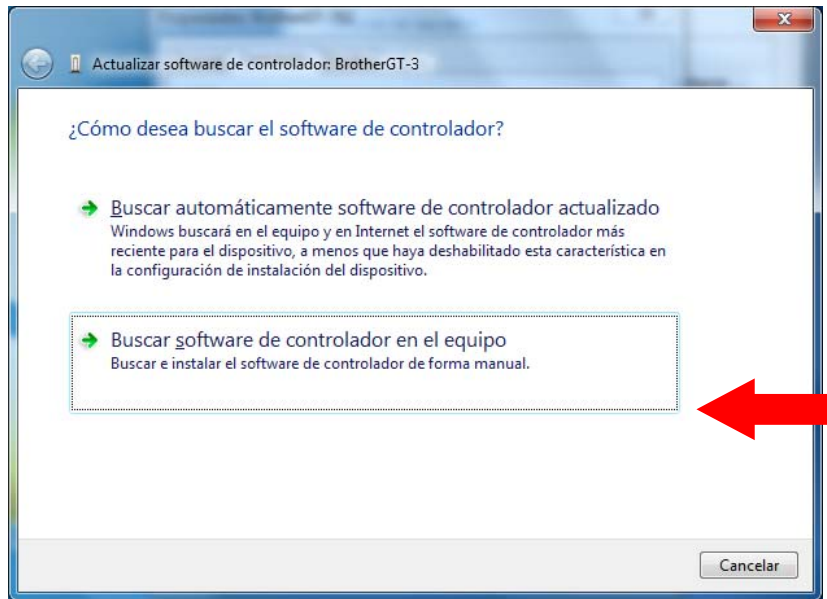 Actualizar software de controlador: BrotherGT-3
¿Cómo desea buscar el software de controlador?
Buscar automáticamente software de controlador actualizado
Windows buscará en el equipo y en Internet el software de controlador más
reciente para el dispositivo, a menos que haya deshabilitado esta característica en
la configuración de instalación del dispositivo.
Buscar software de controlador en el equipo
Buscar e instalar el software de controlador de forma manual.
Cancelar